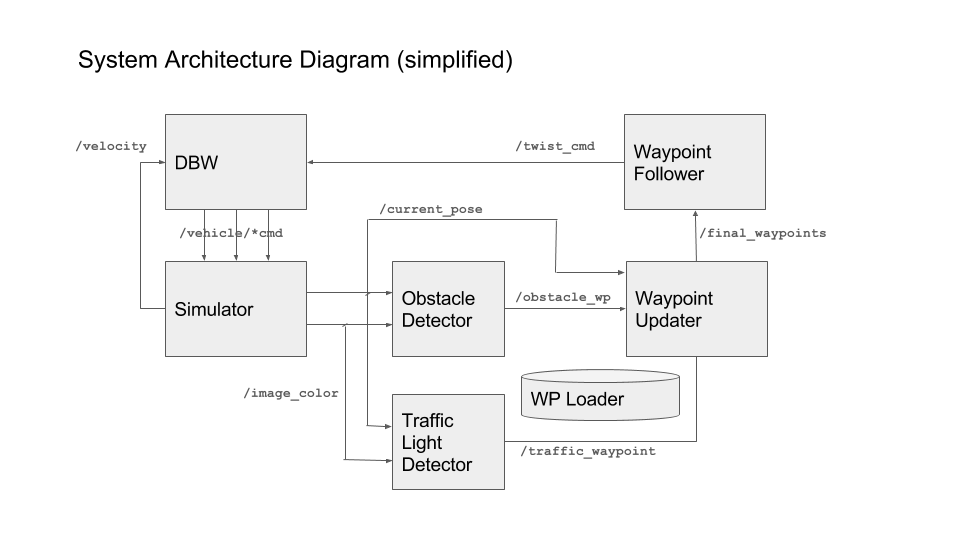 System Architecture Diagram (simplified)
/velocity
DBW
/twist_cmd
Waypoint
Follower
/current_pose
/vehicle/*cmd
/final_waypoints
Simulator
Obstacle
Detector
/obstacle_wp
Waypoint
Updater
/image_color
WP Loader
Traffic
Light
Detector
/traffic_waypoint